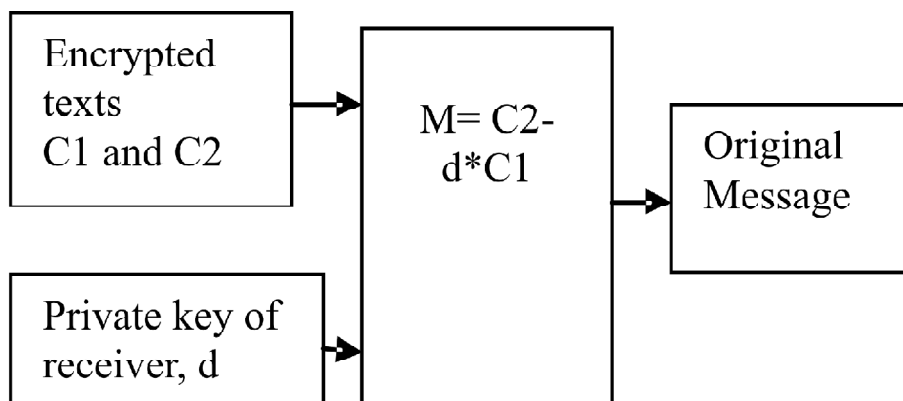 Encrypted
texts
C1 and C2
M= C2-
d*C1
Original
Message
Private key of
receiver, d